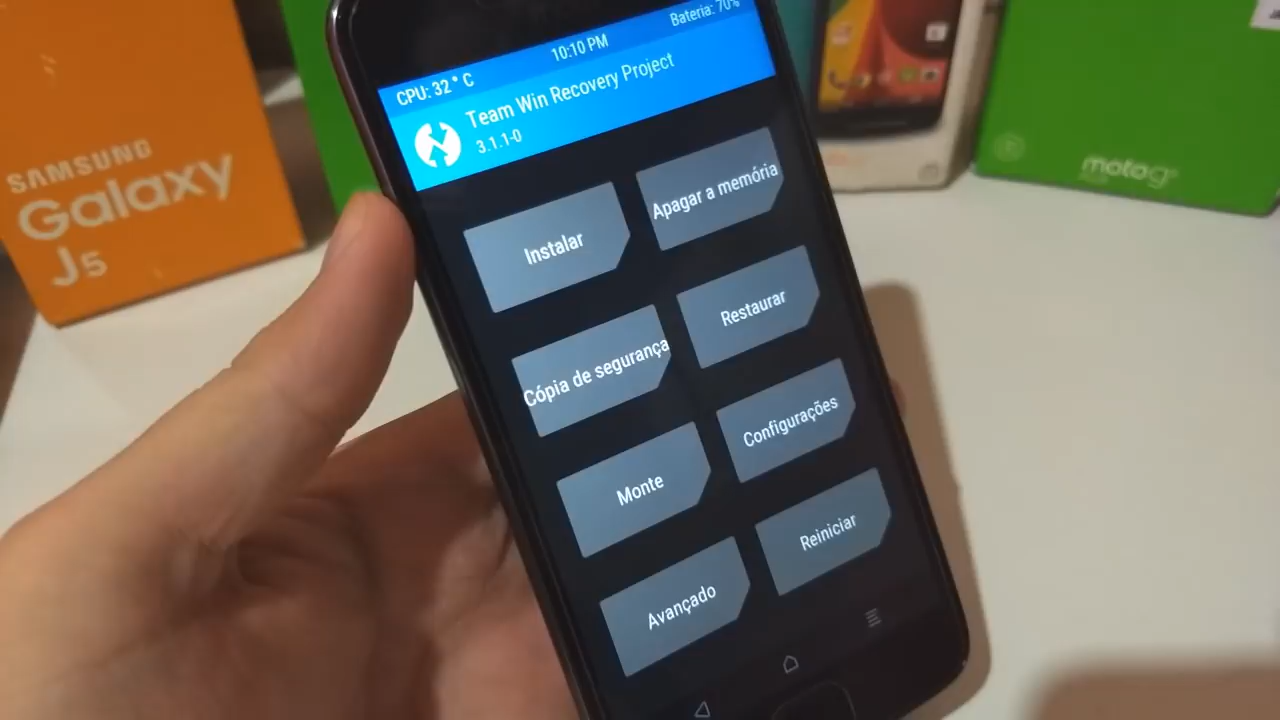 Bateria: 70%
10:10 PM
CPU: 32° C
Team Win Recovery Project
3.1.1-0
Instalar
Apagar a memória
Cópia de segurança
Restaurar
Monte
Configurações
Avançado
Reiniciar
SAMSUNG
Galaxy
J5
moto g